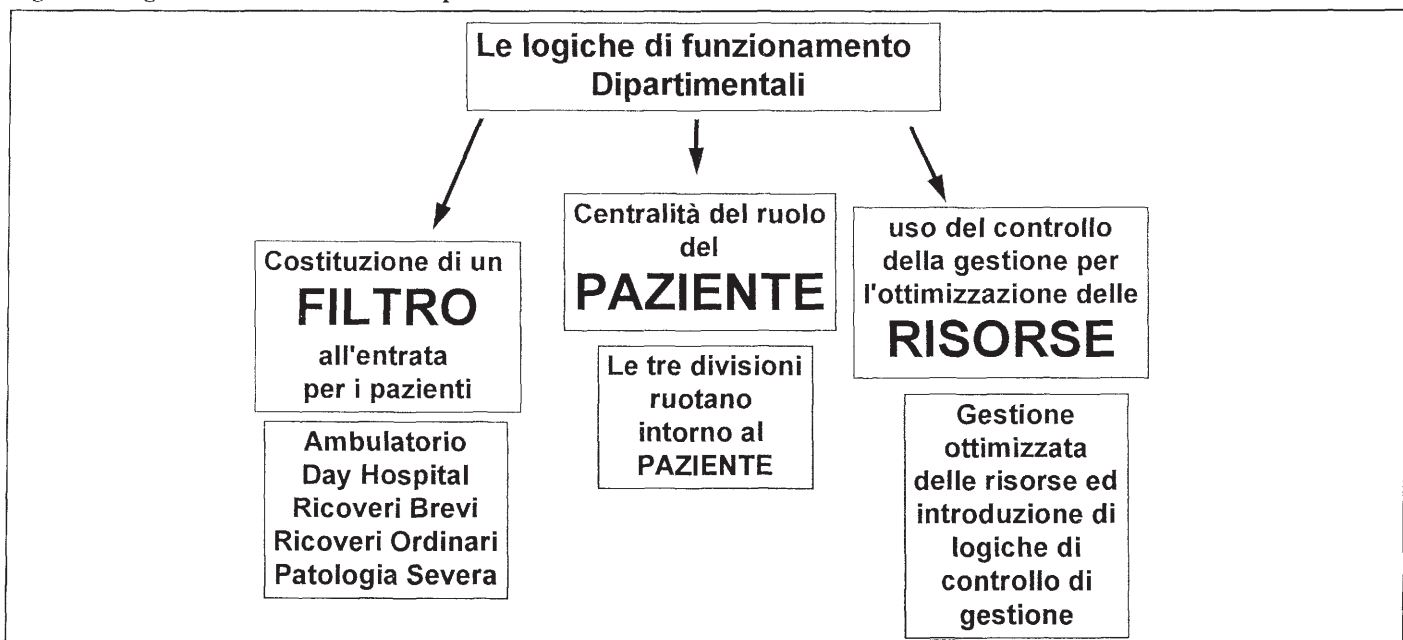 Le logiche di funzionamento
Dipartimentali
Costituzione di un
FILTRO
all'entrata
per i pazienti
Ambulatorio
Day Hospital
Ricoveri Brevi
Ricoveri Ordinari
Patologia Severa
Centralità del ruolo
del
PAZIENTE
Le tre divisioni
ruotano
intorno al
PAZIENTE
uso del controllo
della gestione per
l'ottimizzazione delle
RISORSE
Gestione
ottimizzata
delle risorse ed
introduzione di
logiche di
controllo di
gestione